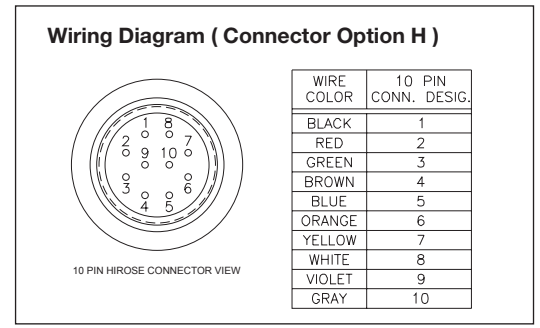 Wiring Diagram ( Connector Option H )
1 8
2 7
9 10
3 6
4 5
10 PIN HIROSE CONNECTOR VIEW
WIRE COLOR 10 PIN CONN. DESIG.
BLACK 1
RED 2
GREEN 3
BROWN 4
BLUE 5
ORANGE 6
YELLOW 7
WHITE 8
VIOLET 9
GRAY 10